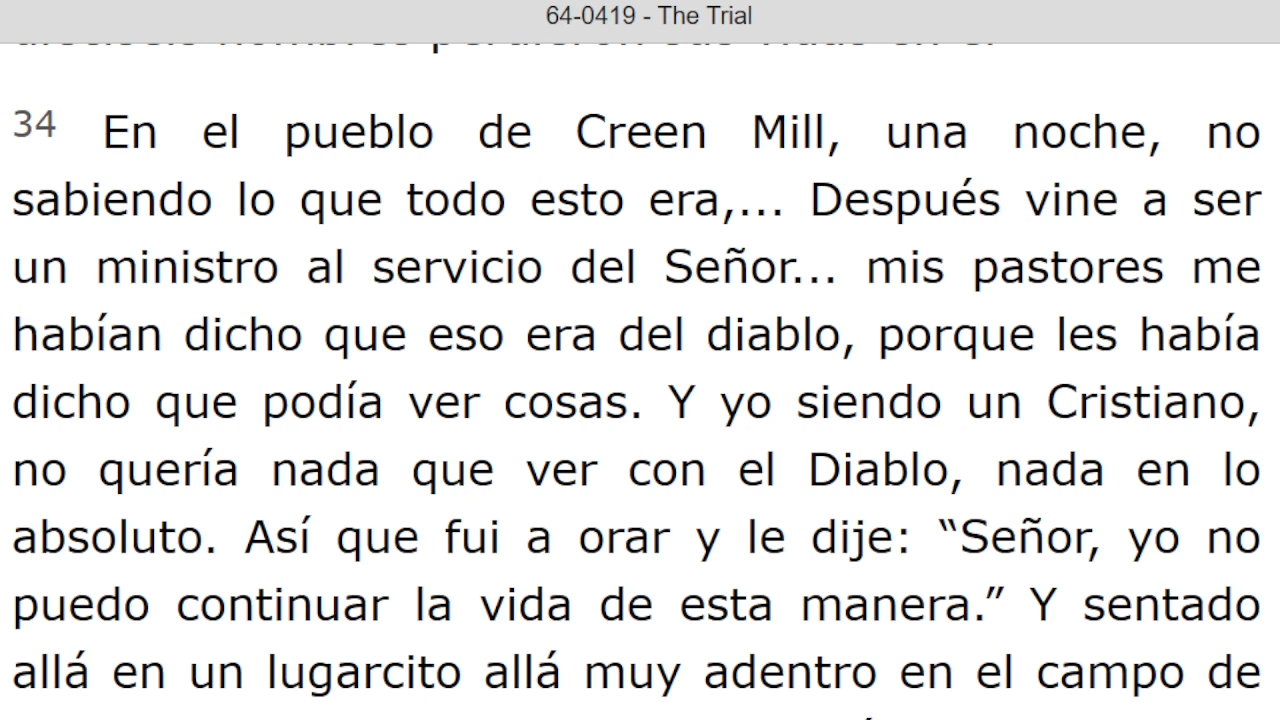 64-0419 - The Trial
34 En el pueblo de Creen Mill, una noche, no
sabiendo lo que todo esto era,... Después vine a ser
un ministro al servicio del Señor... mis pastores me
habían dicho que eso era del diablo, porque les había
dicho que podía ver cosas. Y yo siendo un Cristiano,
no quería nada que ver con el Diablo, nada en lo
absoluto. Así que fui a orar y le dije: “Señor, yo no
puedo continuar la vida de esta manera.” Y sentado
allá en un lugarcito allá muy adentro en el campo de